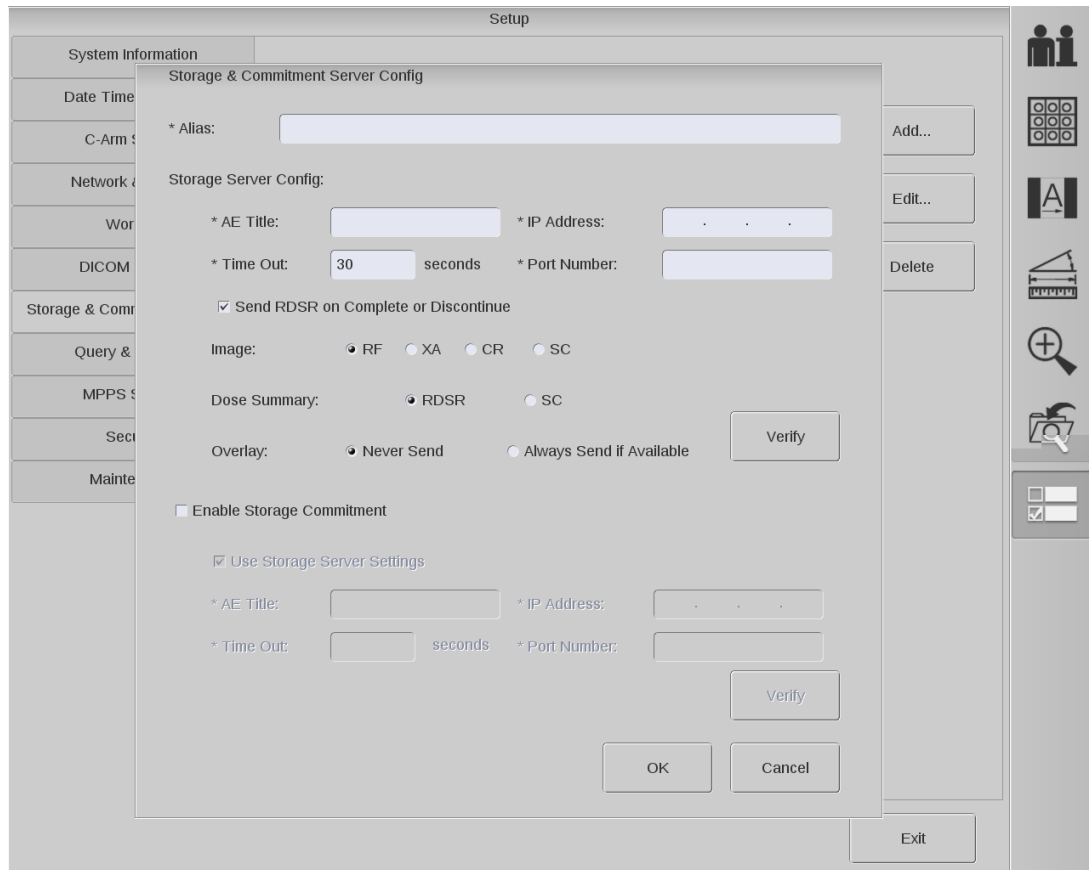 Setup
System Information
Storage & Commitment Server Config
Date Time
* Alias:
Add...
C-Arm
Network
Storage Server Config:
Edit...
* AE Title:
* IP Address: . . .
Wor
* Time Out: 30 seconds
* Port Number:
DICOM
Delete
Send RDSR on Complete or Discontinue
Storage & Comm
Image: RF XA CR SC
Query &
MPPS
Dose Summary: RDSR SC
Verify
Secu
Overlay: Never Send Always Send if Available
Mainte
Enable Storage Commitment
Use Storage Server Settings
* AE Title:
* IP Address: . . .
* Time Out: seconds
* Port Number:
Verify
OK
Cancel
Exit
A